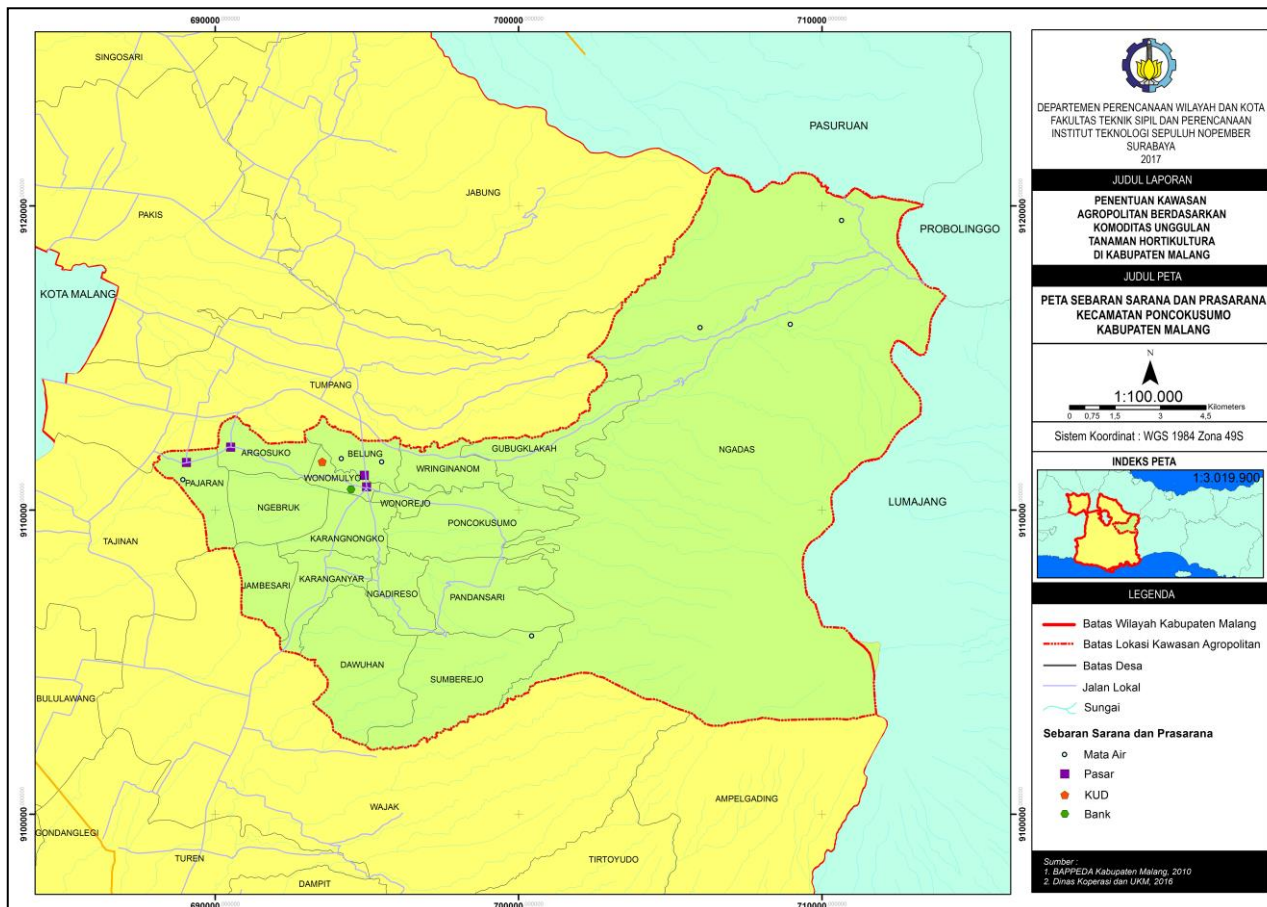 690000
700000
710000
9120000
9110000
9100000
9120000
9110000
9100000
690000
700000
710000
SINGOSARI
PASURUAN
JABUNG
PAKIS
PROBOLINGGO
KOTA MALANG
TUMPANG
GUBUGKLAKAH
NGADAS
ARGOSUKO
BELUNG
WRINGINANOM
PAJARAN
WONOMULYO
WONOREJO
LUMAJANG
NGEBRUK
PONCOKUSUMO
TAJINAN
KARANGNONGKO
JAMBESARI
KARANGANYAR
NGADIRESO
PANDANSARI
DAWUHAN
SUMBEREJO
BULULAWANG
WAJAK
AMPELGADING
GONDANGLEGI
TUREN
TIRTOYUDO
DAMPIT
DEPARTEMEN PERENCANAAN WILAYAH DAN KOTA
FAKULTAS TEKNIK SIPIL DAN PERENCANAAN
INSTITUT TEKNOLOGI SEPULUH NOPEMBER
SURABAYA
2017
JUDUL LAPORAN
PENENTUAN KAWASAN
AGROPOLITAN BERDASARKAN
KOMODITAS UNGGULAN
TANAMAN HORTIKULTURA
DI KABUPATEN MALANG
JUDUL PETA
PETA SEBARAN SARANA DAN PRASARANA
KECAMATAN PONCOKUSUMO
KABUPATEN MALANG
N
1:100.000
Kilometers
0 0,75 1,5 3 4,5
Sistem Koordinat : WGS 1984 Zona 49S
INDEKS PETA
1:3.019.900
LEGENDA
Batas Wilayah Kabupaten Malang
Batas Lokasi Kawasan Agropolitan
Batas Desa
Jalan Lokal
Sungai
Sebaran Sarana dan Prasarana
Mata Air
Pasar
KUD
Bank
Sumber :
1. BAPPEDA Kabupaten Malang, 2010
2. Dinas Koperasi dan UKM, 2016